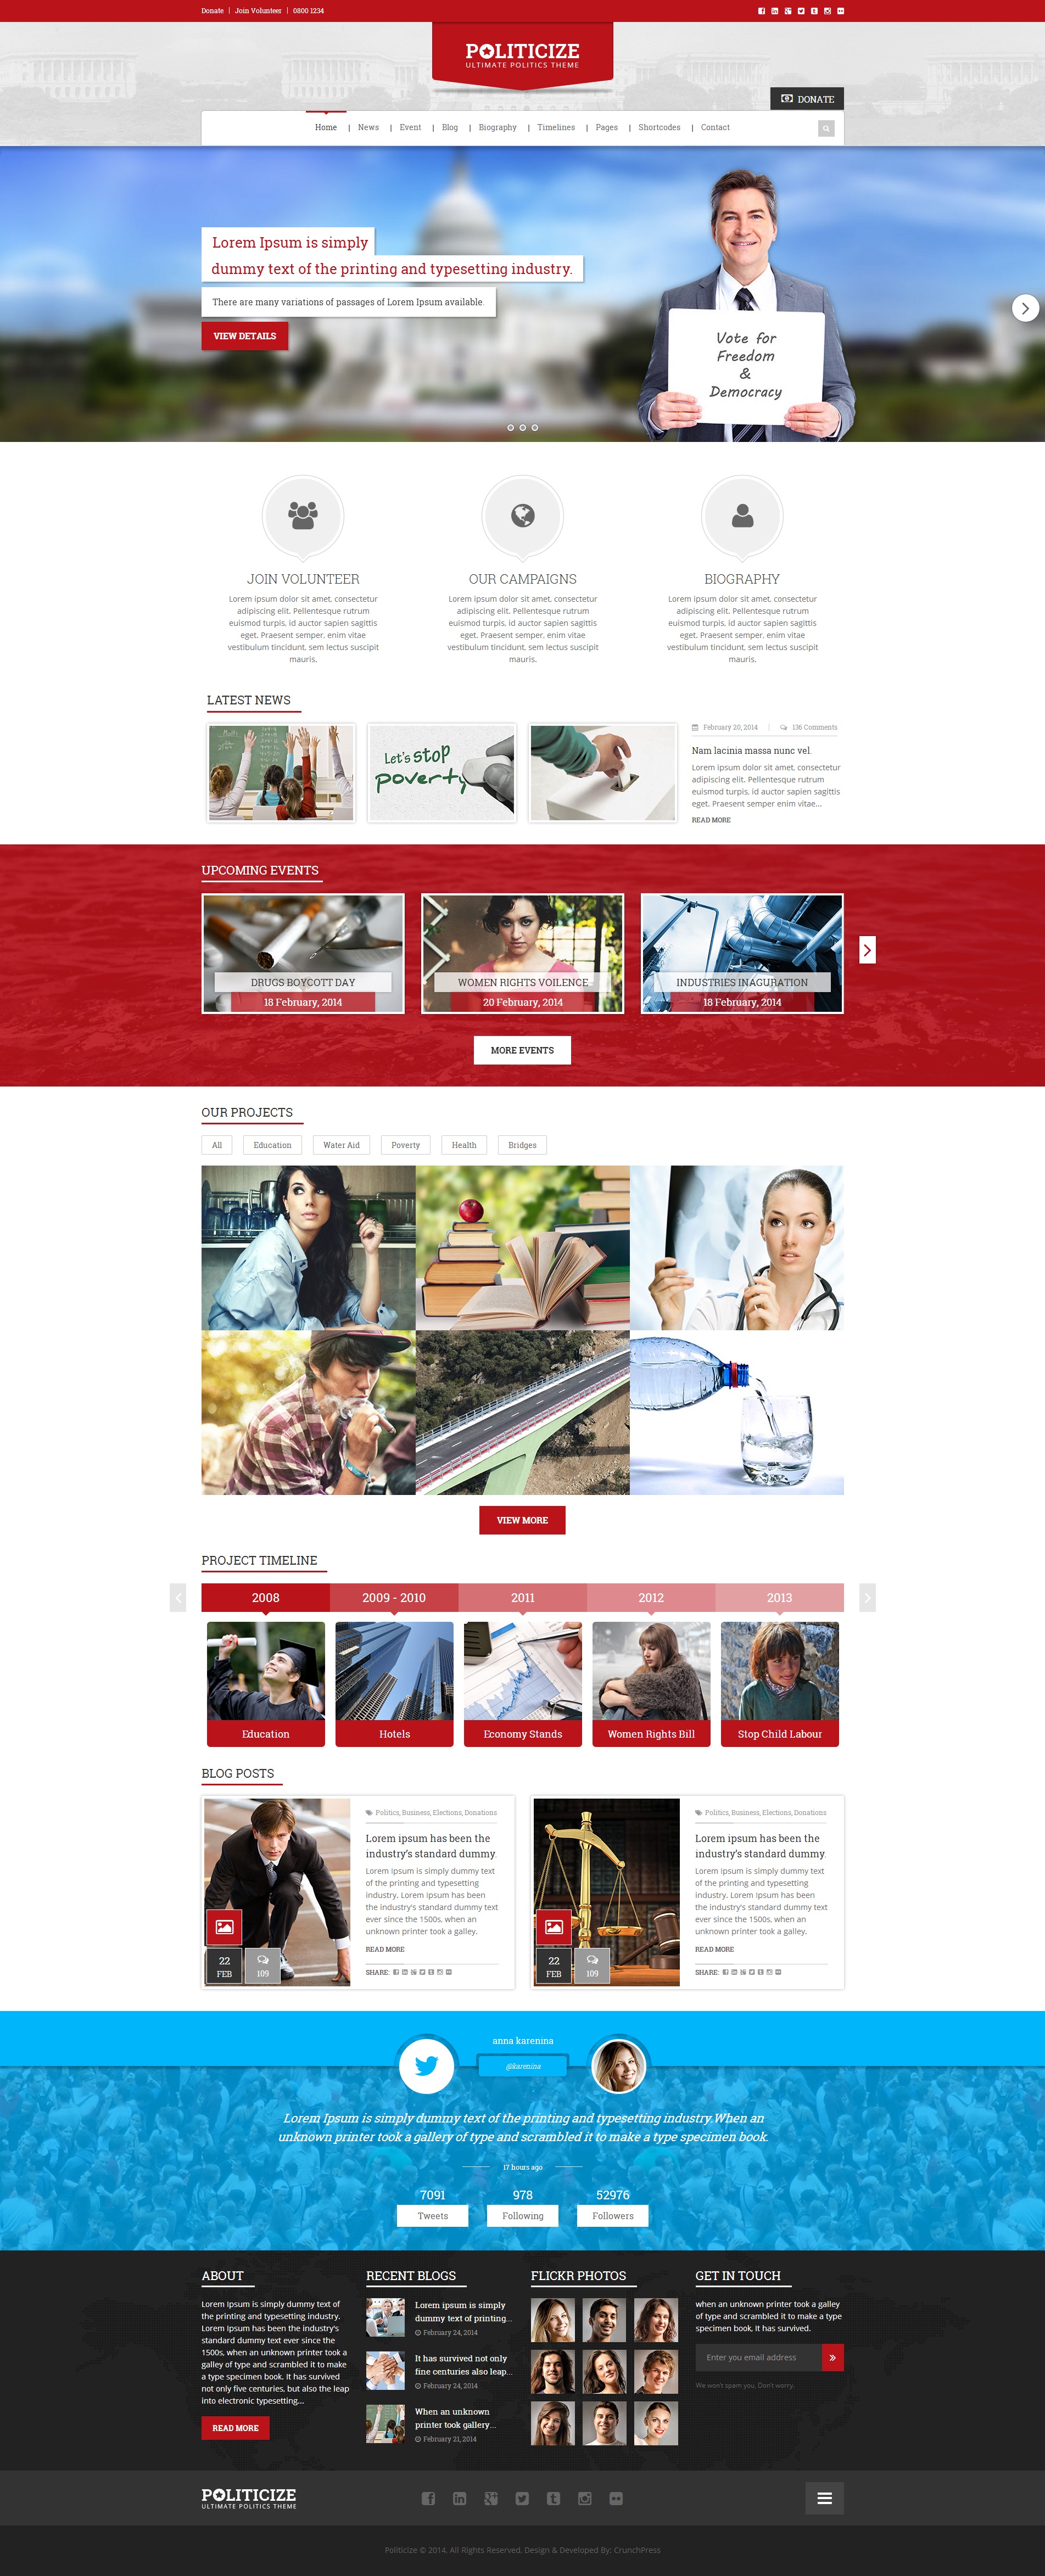 Donate | Join Volunteer | 0800 1234
POLITICIZE
ULTIMATE POLITICS THEME
DONATE
Home | News | Event | Blog | Biography | Timelines | Pages | Shortcodes | Contact
Lorem Ipsum is simply
dummy text of the printing and typesetting industry.
There are many variations of passages of Lorem Ipsum available.
VIEW DETAILS
Vote for
Freedom
&
Democracy
JOIN VOLUNTEER
Lorem ipsum dolor sit amet, consectetur
adipiscing elit. Pellentesque rutrum
euismod turpis, id auctor sapien sagittis
eget. Praesent semper, enim vitae
vestibulum tincidunt, sem lectus suscipit
mauris.
OUR CAMPAIGNS
Lorem ipsum dolor sit amet, consectetur
adipiscing elit. Pellentesque rutrum
euismod turpis, id auctor sapien sagittis
eget. Praesent semper, enim vitae
vestibulum tincidunt, sem lectus suscipit
mauris.
BIOGRAPHY
Lorem ipsum dolor sit amet, consectetur
adipiscing elit. Pellentesque rutrum
euismod turpis, id auctor sapien sagittis
eget. Praesent semper, enim vitae
vestibulum tincidunt, sem lectus suscipit
mauris.
LATEST NEWS
Let's stop
poverty
February 20, 2014 | 136 Comments
Nam lacinia massa nunc vel.
Lorem ipsum dolor sit amet, consectetur
adipiscing elit. Pellentesque rutrum
euismod turpis, id auctor sapien sagittis
eget. Praesent semper enim vitae...
READ MORE
UPCOMING EVENTS
DRUGS BOYCOTT DAY
18 February, 2014
WOMEN RIGHTS VOILENCE
20 February, 2014
INDUSTRIES INAGURATION
18 February, 2014
MORE EVENTS
OUR PROJECTS
All
Education
Water Aid
Poverty
Health
Bridges
VIEW MORE
PROJECT TIMELINE
2008
2009 - 2010
2011
2012
2013
Education
Hotels
Economy Stands
Women Rights Bill
Stop Child Labour
BLOG POSTS
Politics, Business, Elections, Donations
Lorem ipsum has been the
industry's standard dummy.
Lorem Ipsum is simply dummy text
of the printing and typesetting
industry. Lorem Ipsum has been
the industry's standard dummy text
ever since the 1500s, when an
unknown printer took a galley.
READ MORE
22
FEB
109
SHARE:
Politics, Business, Elections, Donations
Lorem ipsum has been the
industry's standard dummy.
Lorem Ipsum is simply dummy text
of the printing and typesetting
industry. Lorem Ipsum has been
the industry's standard dummy text
ever since the 1500s, when an
unknown printer took a galley.
READ MORE
22
FEB
109
SHARE:
anna karenina
@karenina
Lorem Ipsum is simply dummy text of the printing and typesetting industry.When an
unknown printer took a gallery of type and scrambled it to make a type specimen book.
17 hours ago
7091
Tweets
978
Following
52976
Followers
ABOUT
Lorem Ipsum is simply dummy text of
the printing and typesetting industry.
Lorem Ipsum has been the industry's
standard dummy text ever since the
1500s, when an unknown printer took a
galley of type and scrambled it to make
a type specimen book. It has survived
not only five centuries, but also the leap
into electronic typesetting...
READ MORE
RECENT BLOGS
Lorem ipsum is simply
dummy text of printing...
February 24, 2014
It has survived not only
fine centuries also leap...
February 24, 2014
When an unknown
printer took gallery...
February 21, 2014
FLICKR PHOTOS
GET IN TOUCH
when an unknown printer took a galley
of type and scrambled it to make a type
specimen book. It has survived.
Enter you email address
We won't spam you, Don't worry.
POLITICIZE
ULTIMATE POLITICS THEME
Politicize © 2014, All Rights Reserved, Design & Developed By: CrunchPress